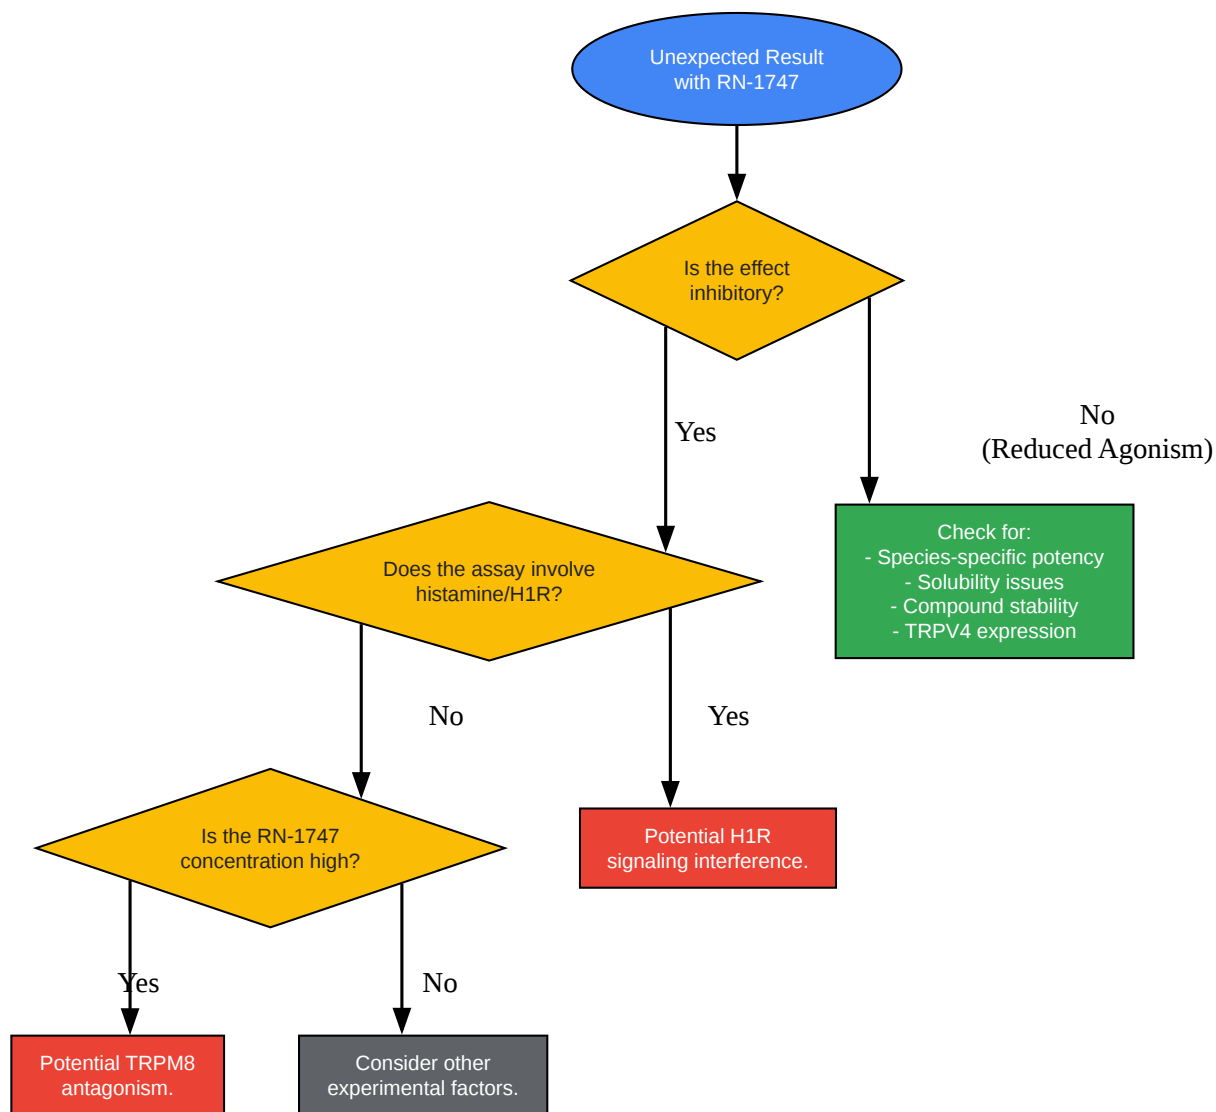 Unexpected Result
with RN-1747
Is the effect
inhibitory?
Yes
No
(Reduced Agonism)
Does the assay involve
histamine/H1R?
Check for:
- Species-specific potency
- Solubility issues
- Compound stability
- TRPV4 expression
No
Yes
Is the RN-1747
concentration high?
Potential H1R
signaling interference.
Yes
No
Potential TRPM8
antagonism.
Consider other
experimental factors.